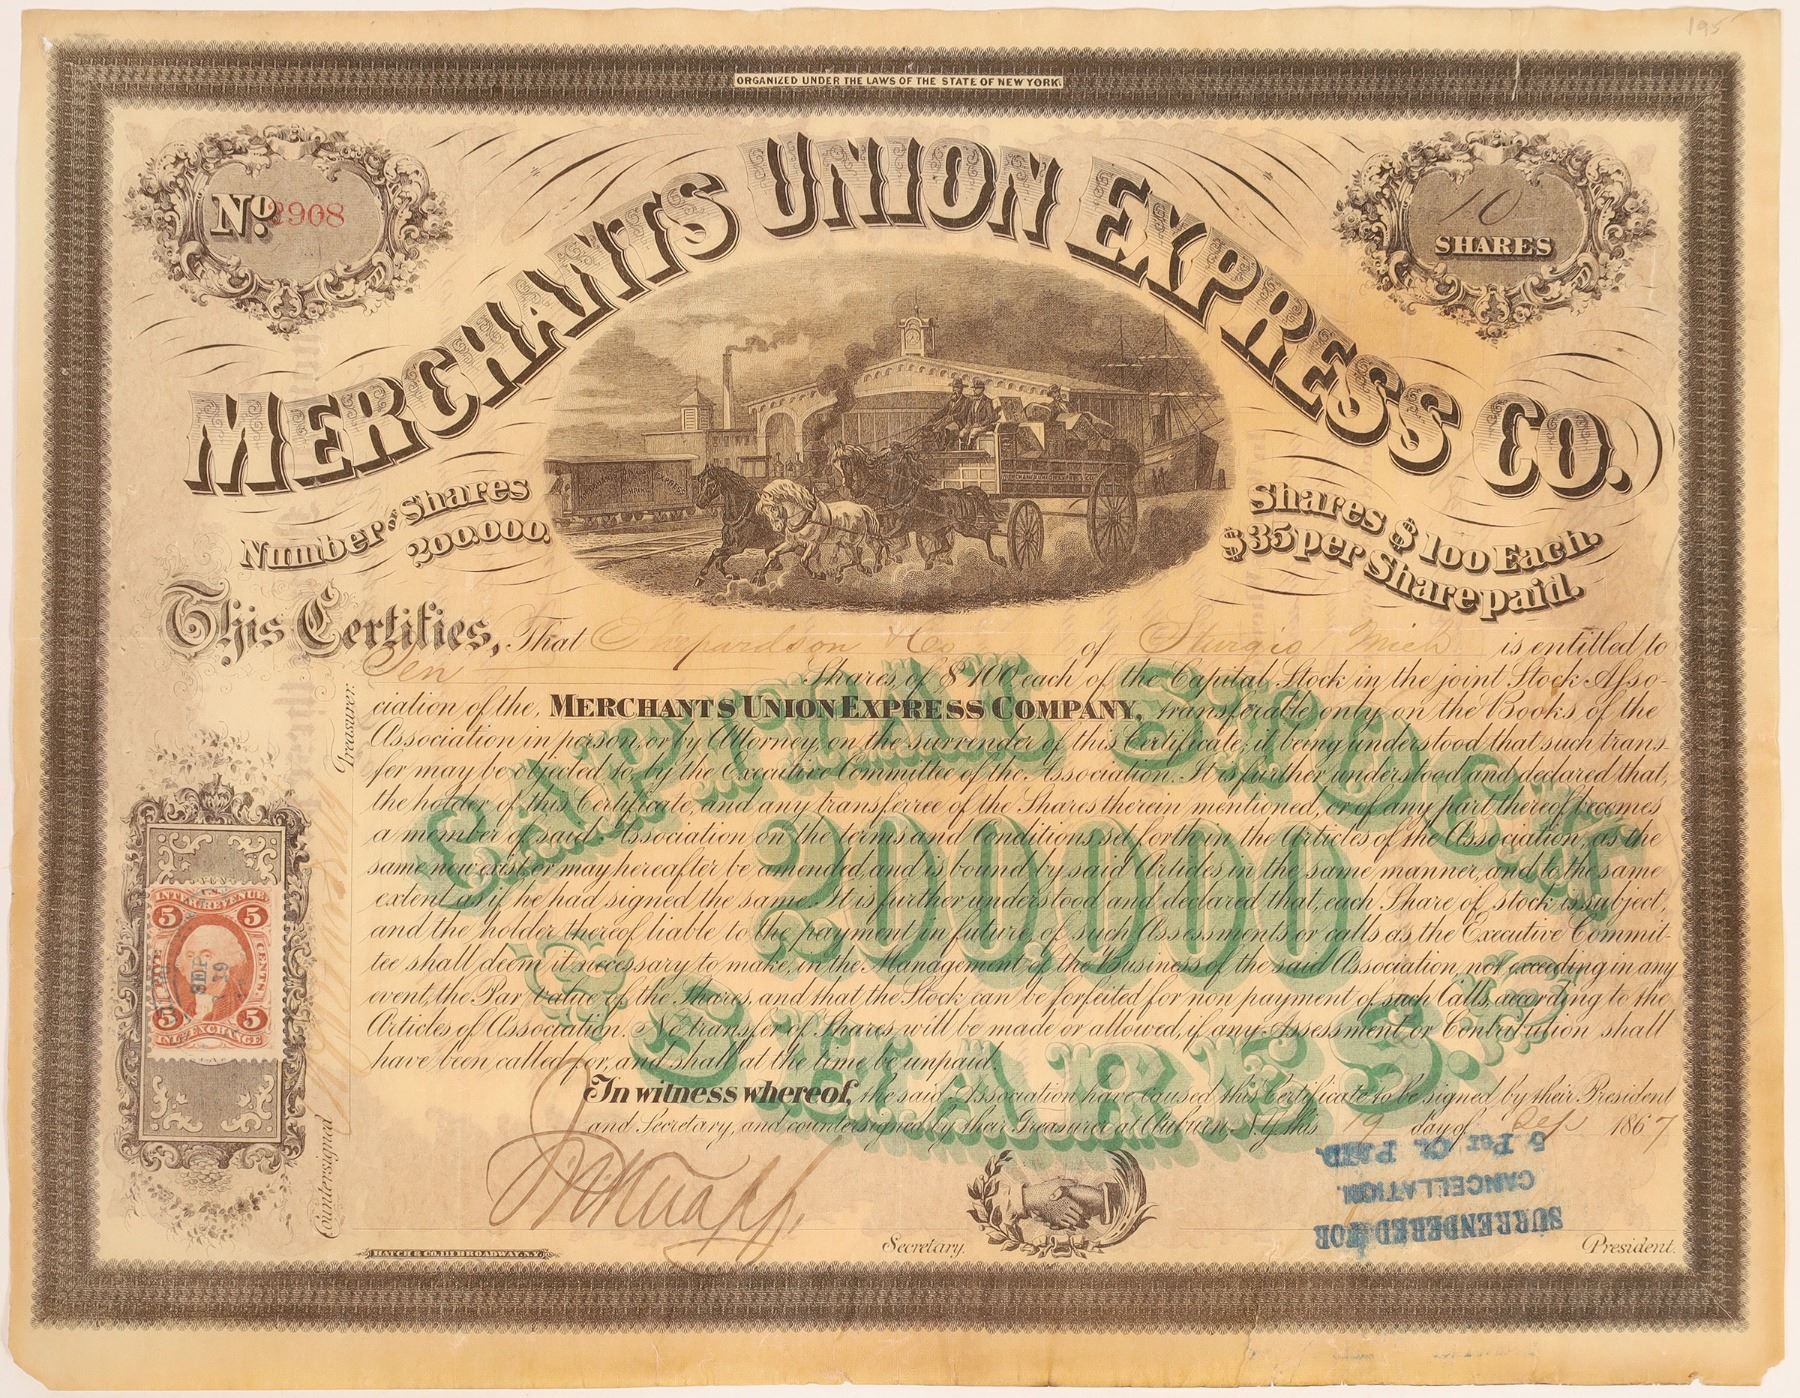 195
ORGANIZED UNDER THE LAWS OF THE STATE OF NEW YORK.
No. 2908
10
SHARES
MERCHANTS UNION EXPRESS CO.
Number of Shares
200.000.
Shares $100 Each.
$35 per Share paid.
This Certifies, That Shepardson & Co of Sturgis Mich is entitled to
Ten Shares, of $100 each of the Capital Stock in the joint Stock Asso-
ciation of the, MERCHANTS UNION EXPRESS COMPANY, transferable only on the Books of the
Association in person, or by Attorney, on the surrender of this Certificate; it being understood that such trans-
fer may be objected to, by the Executive Committee of the Association. It is further understood and declared that,
the holder of this Certificate, and any transferree of the Shares therein mentioned, or of any part thereof becomes
a member of said Association on the terms and Conditions set forth in the Articles of the Association, as the
same now exist or may hereafter be amended, and is bound by said Articles in the same manner, and to the same
extent as if he had signed the same. It is further understood and declared that, each Share of stock is subject,
and the holder thereof liable to the payment in future, of such Assessments or calls as the Executive Commit-
tee shall deem it necessary to make, in the Management of the Business of the said Association, not exceeding in any
event, the Par value of the Shares, and that the Stock can be forfeited for non payment of such Calls, according to the
Articles of Association. No transfer of Shares will be made or allowed, if any Assessment or Contribution shall
have been called for, and shall at the time be unpaid.
CAPITAL STOCK
200,000
SHARES.
In witness whereof, the said Association have caused this Certificate to be signed by their President
and Secretary, and countersigned by their Treasurer at Auburn, N.Y. this 19 day of Sep 1867
Countersigned
Treasurer.
INTER. REVENUE
5 5
FIVE CENTS.
SEP
19
5 5
INL'D EXCHANGE
SURRENDERED FOR
CANCELLATION.
5 Per Ct. PAID.
Knapp,
HATCH & CO. 111 BROADWAY. N.Y.
Secretary.
President.